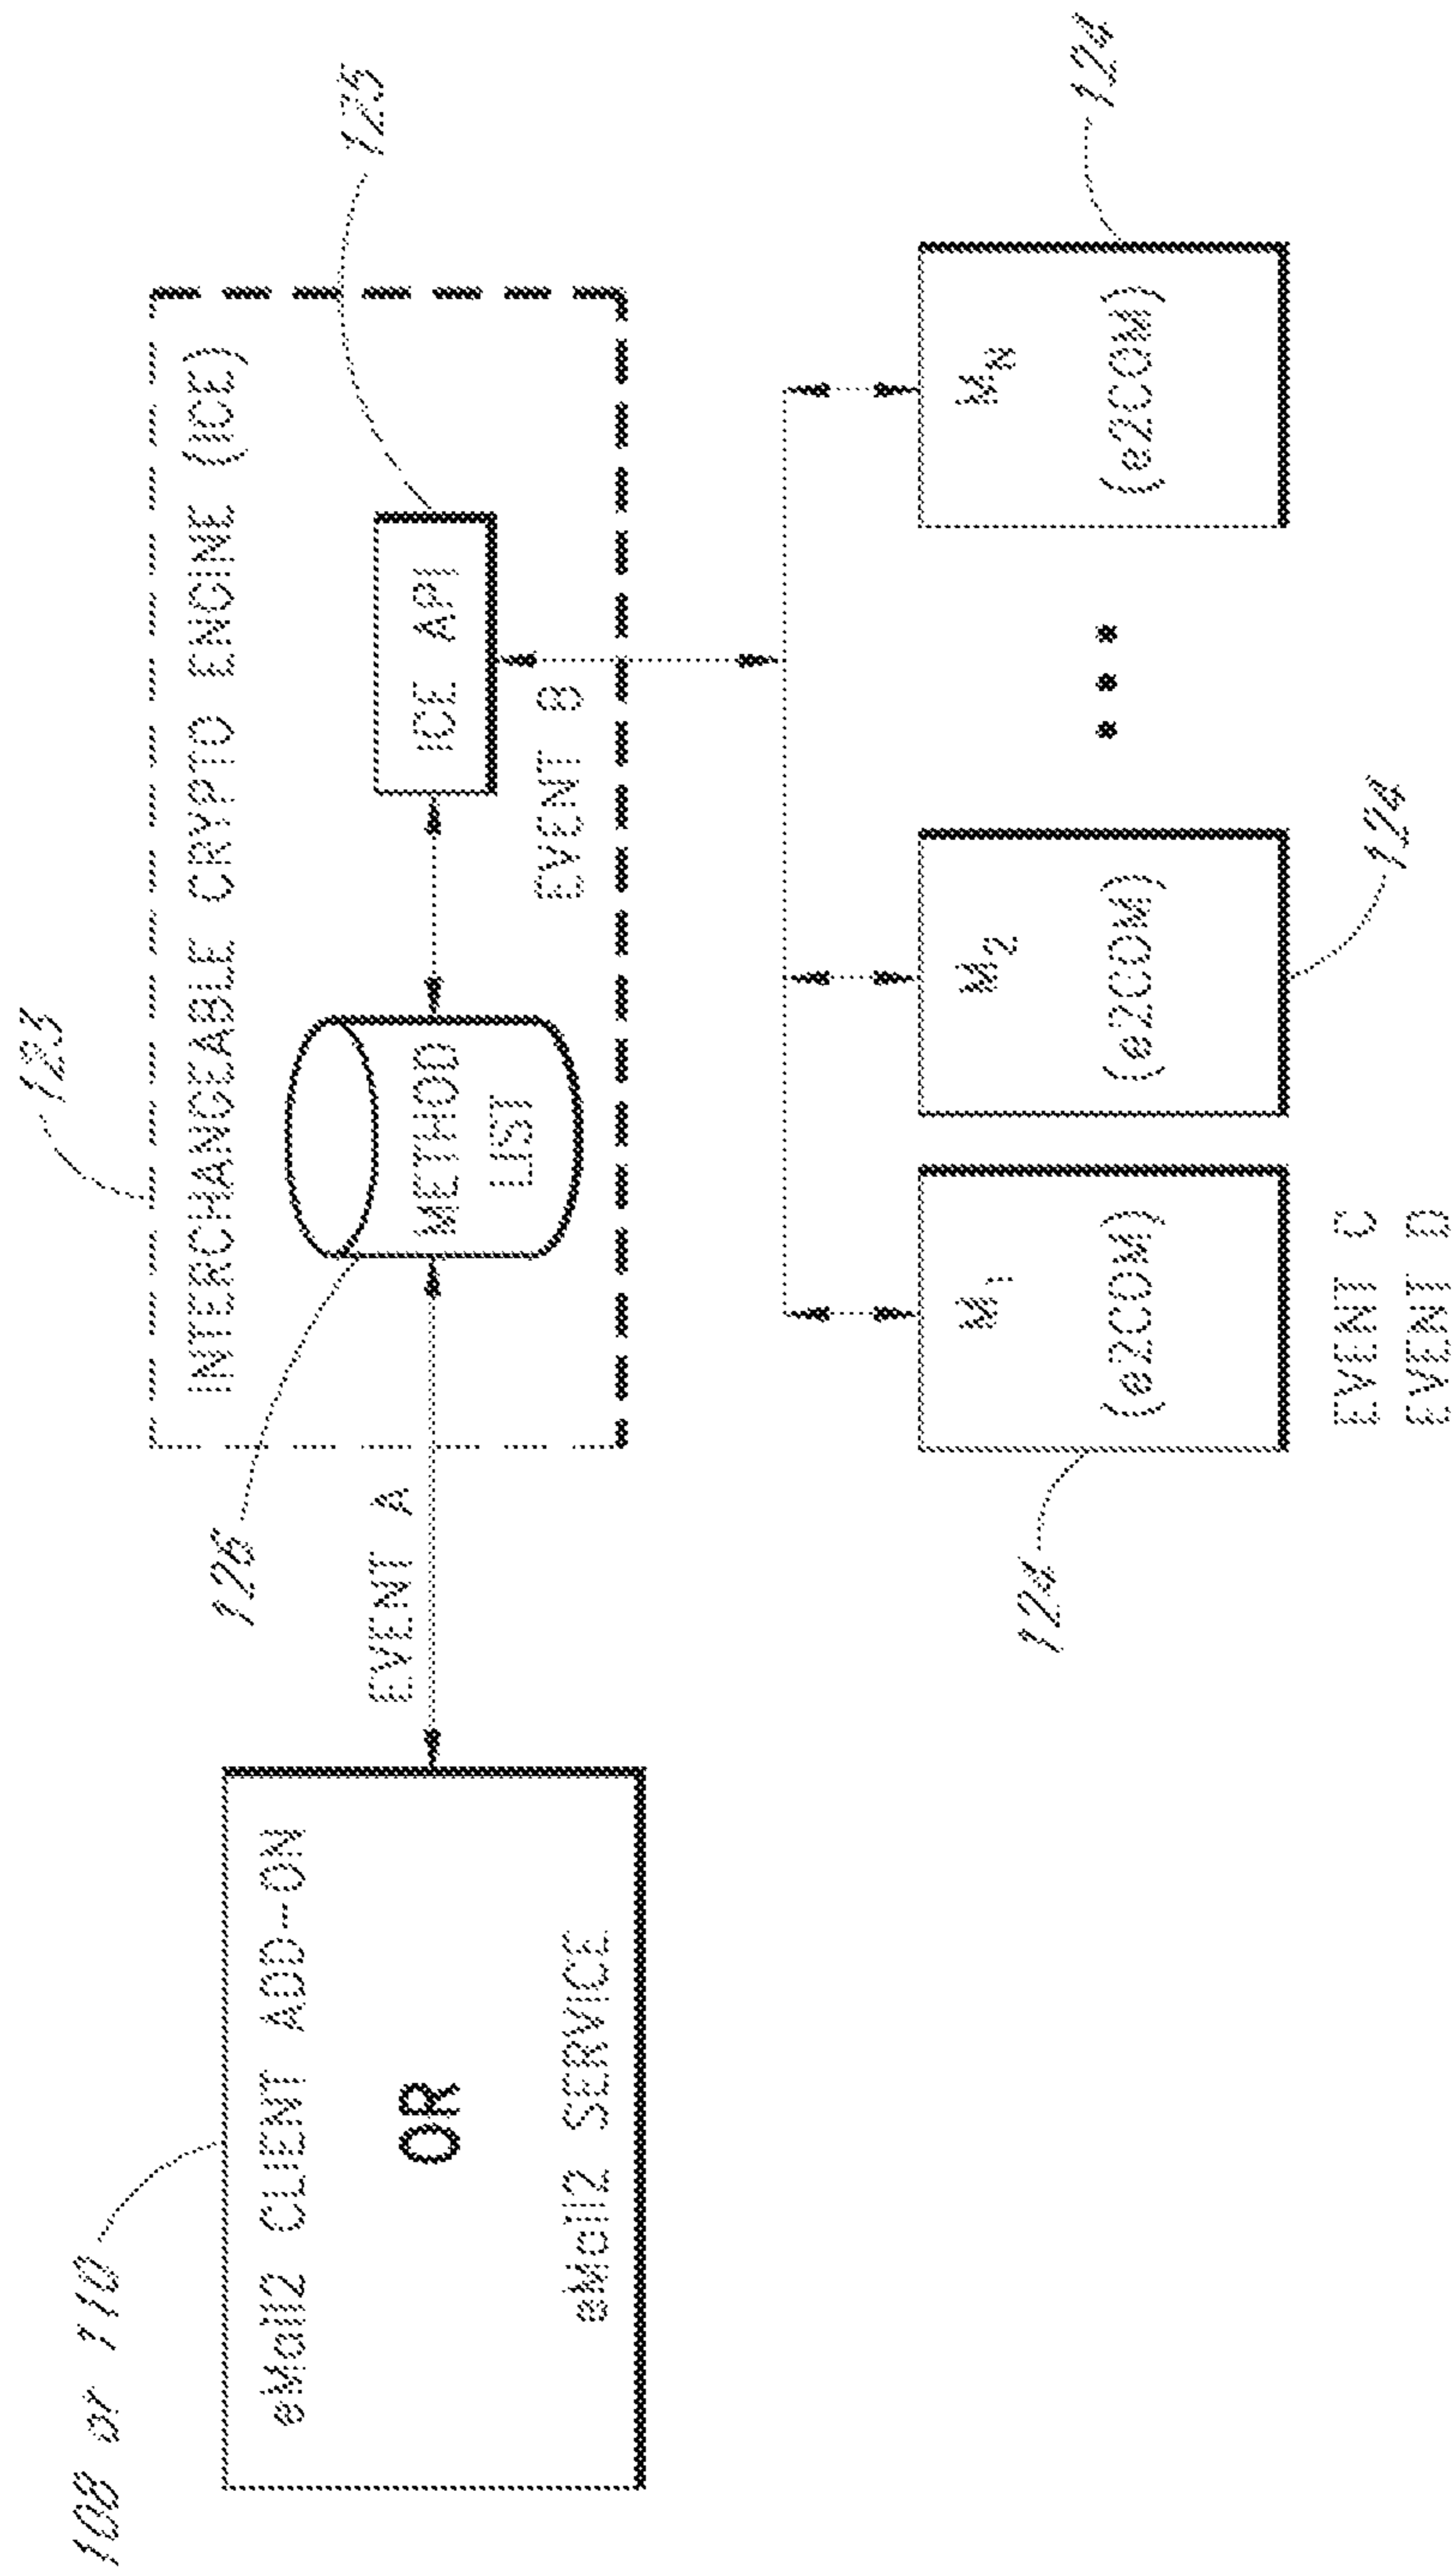 108 or 110
eMail2 CLIENT ADD-ON
OR
eMail2 SERVICE
EVENT A
123
INTERCHANGEABLE CRYPTO ENGINE (ICE)
126
METHOD
LIST
ICE API
125
EVENT B
124
M1
(e2COM)
EVENT C
EVENT D
M2
(e2COM)
124
• • •
MN
(e2COM)
124